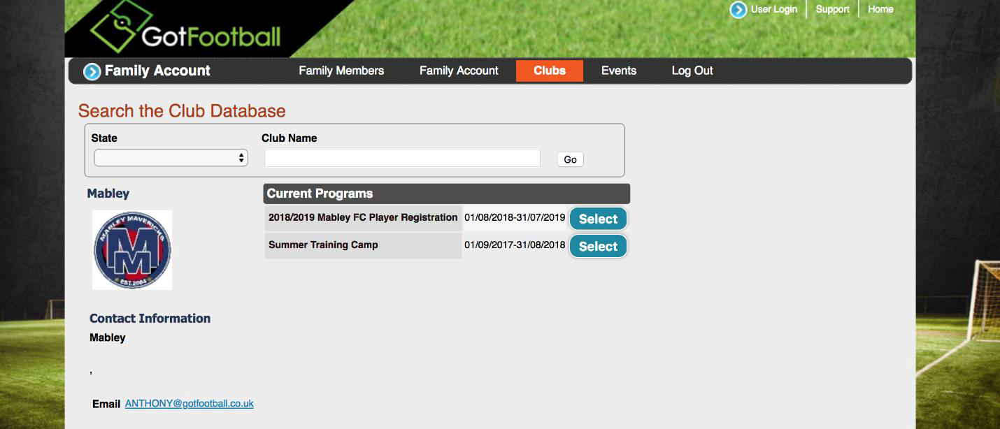 GotFootball
User Login Support Home
Family Account Family Members Family Account Clubs Events Log Out
Search the Club Database
State Club Name
Go
Mabley
Current Programs
2018/2019 Mabley FC Player Registration 01/08/2018-31/07/2019 Select
Summer Training Camp 01/09/2017-31/08/2018 Select
MABLEY MAVERICKS
MM
EST.2004
Contact Information
Mabley
,
Email ANTHONY@gotfootball.co.uk